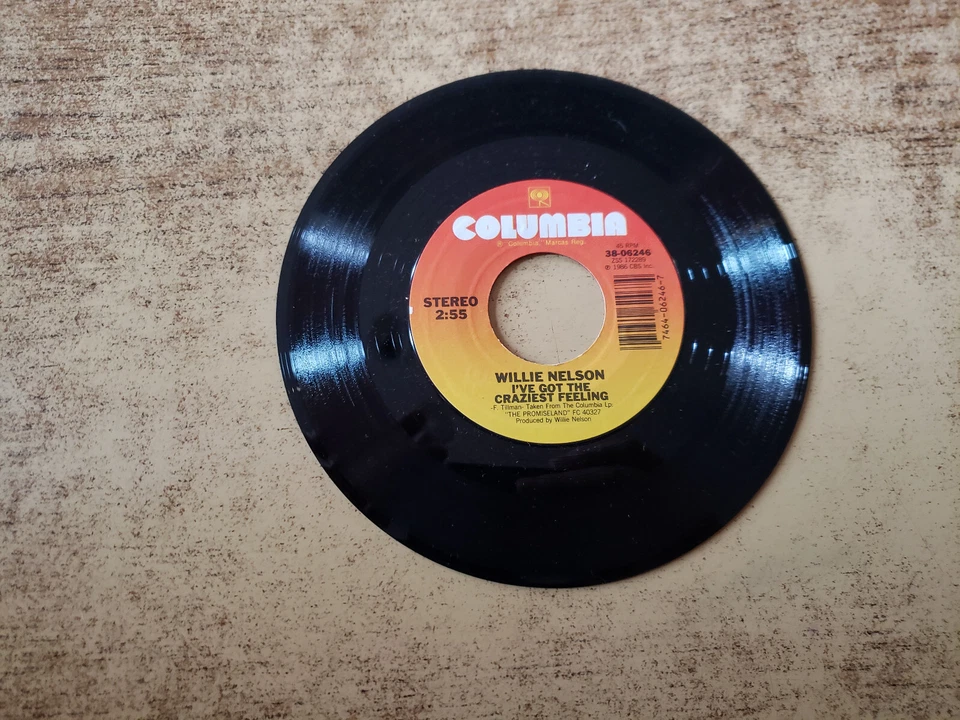 COLUMBIA
℗ "Columbia," Marcas Reg.
45 RPM
38-06246
ZSS 172289
℗ 1986 CBS Inc.
STEREO
2:55
7464-06246-7
WILLIE NELSON
I'VE GOT THE
CRAZIEST FEELING
-F. Tillman- Taken From The Columbia Lp:
"THE PROMISELAND" FC 40327
Produced by Willie Nelson